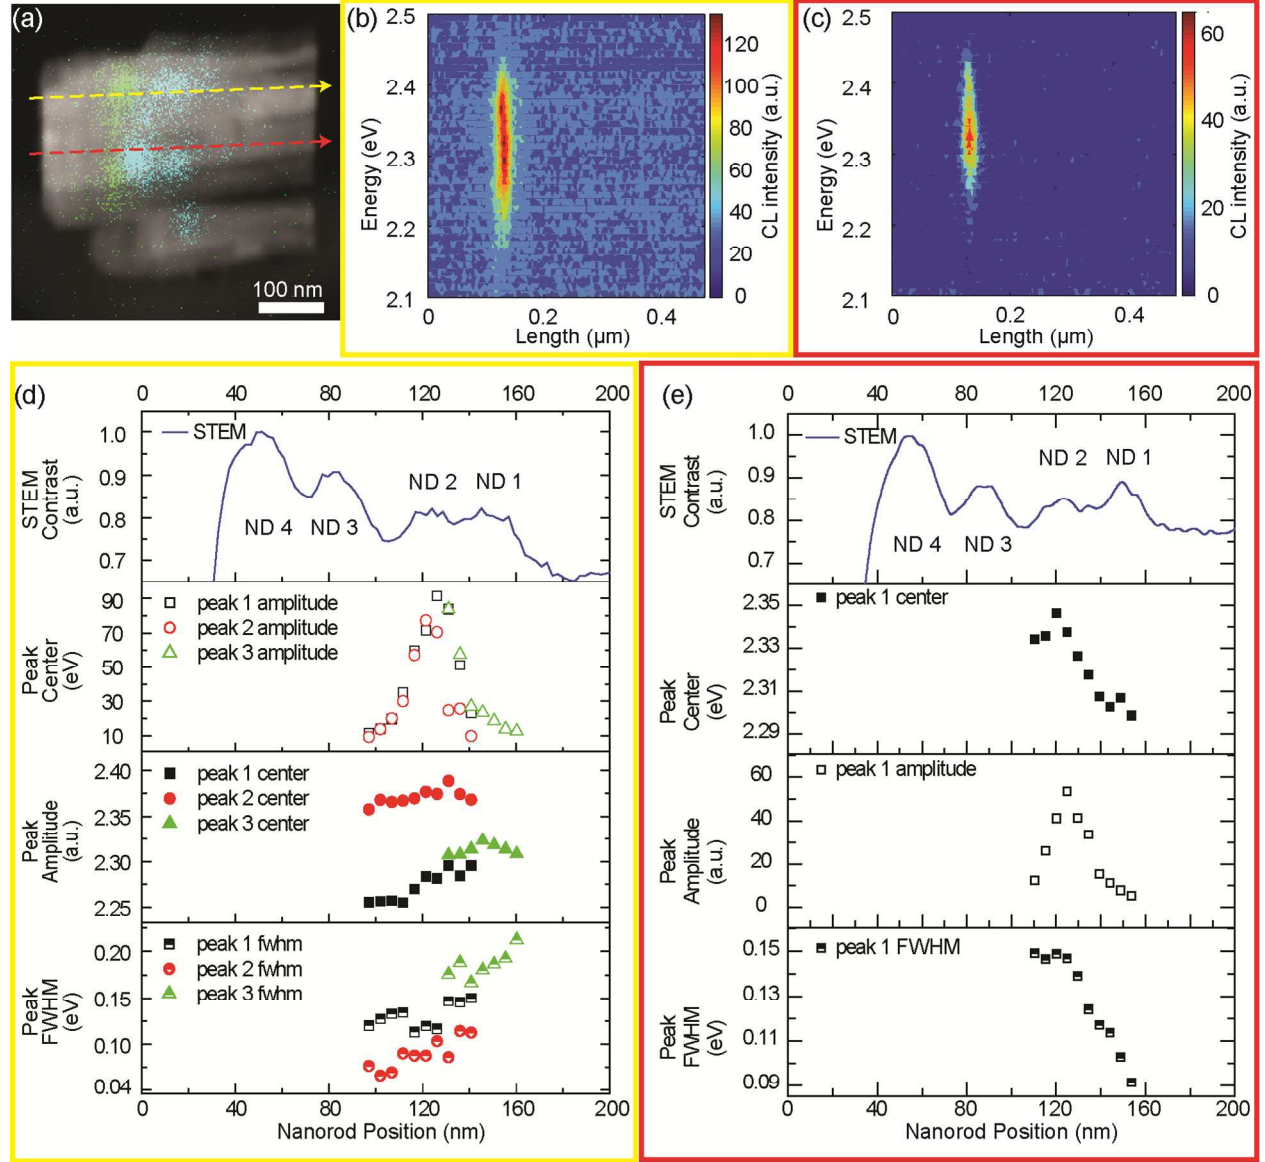 (a)
100 nm
(b)
2.5
2.4
2.3
2.2
2.1
Energy (eV)
0
0.2
0.4
Length (µm)
120
100
80
60
40
20
0
CL intensity (a.u.)
(c)
2.5
2.4
2.3
2.2
2.1
Energy (eV)
0
0.2
0.4
Length (µm)
60
40
20
0
CL intensity (a.u.)
(d)
0 40 80 120 160 200
STEM
Contrast
(a.u.)
1.0
0.9
0.8
0.7
STEM
ND 4
ND 3
ND 2
ND 1
Peak
Center
(eV)
90
70
50
30
10
peak 1 amplitude
peak 2 amplitude
peak 3 amplitude
Peak
Amplitude
(a.u.)
2.40
2.35
2.30
2.25
peak 1 center
peak 2 center
peak 3 center
Peak
FWHM
(eV)
0.20
0.15
0.10
0.04
peak 1 fwhm
peak 2 fwhm
peak 3 fwhm
0 40 80 120 160 200
Nanorod Position (nm)
(e)
0 40 80 120 160 200
STEM
Contrast
(a.u.)
1.0
0.9
0.8
0.7
STEM
ND 4
ND 3
ND 2
ND 1
Peak
Center
(eV)
2.35
2.33
2.31
2.29
peak 1 center
Peak
Amplitude
(a.u.)
60
40
20
0
peak 1 amplitude
Peak
FWHM
(eV)
0.15
0.13
0.11
0.09
peak 1 FWHM
0 40 80 120 160 200
Nanorod Position (nm)